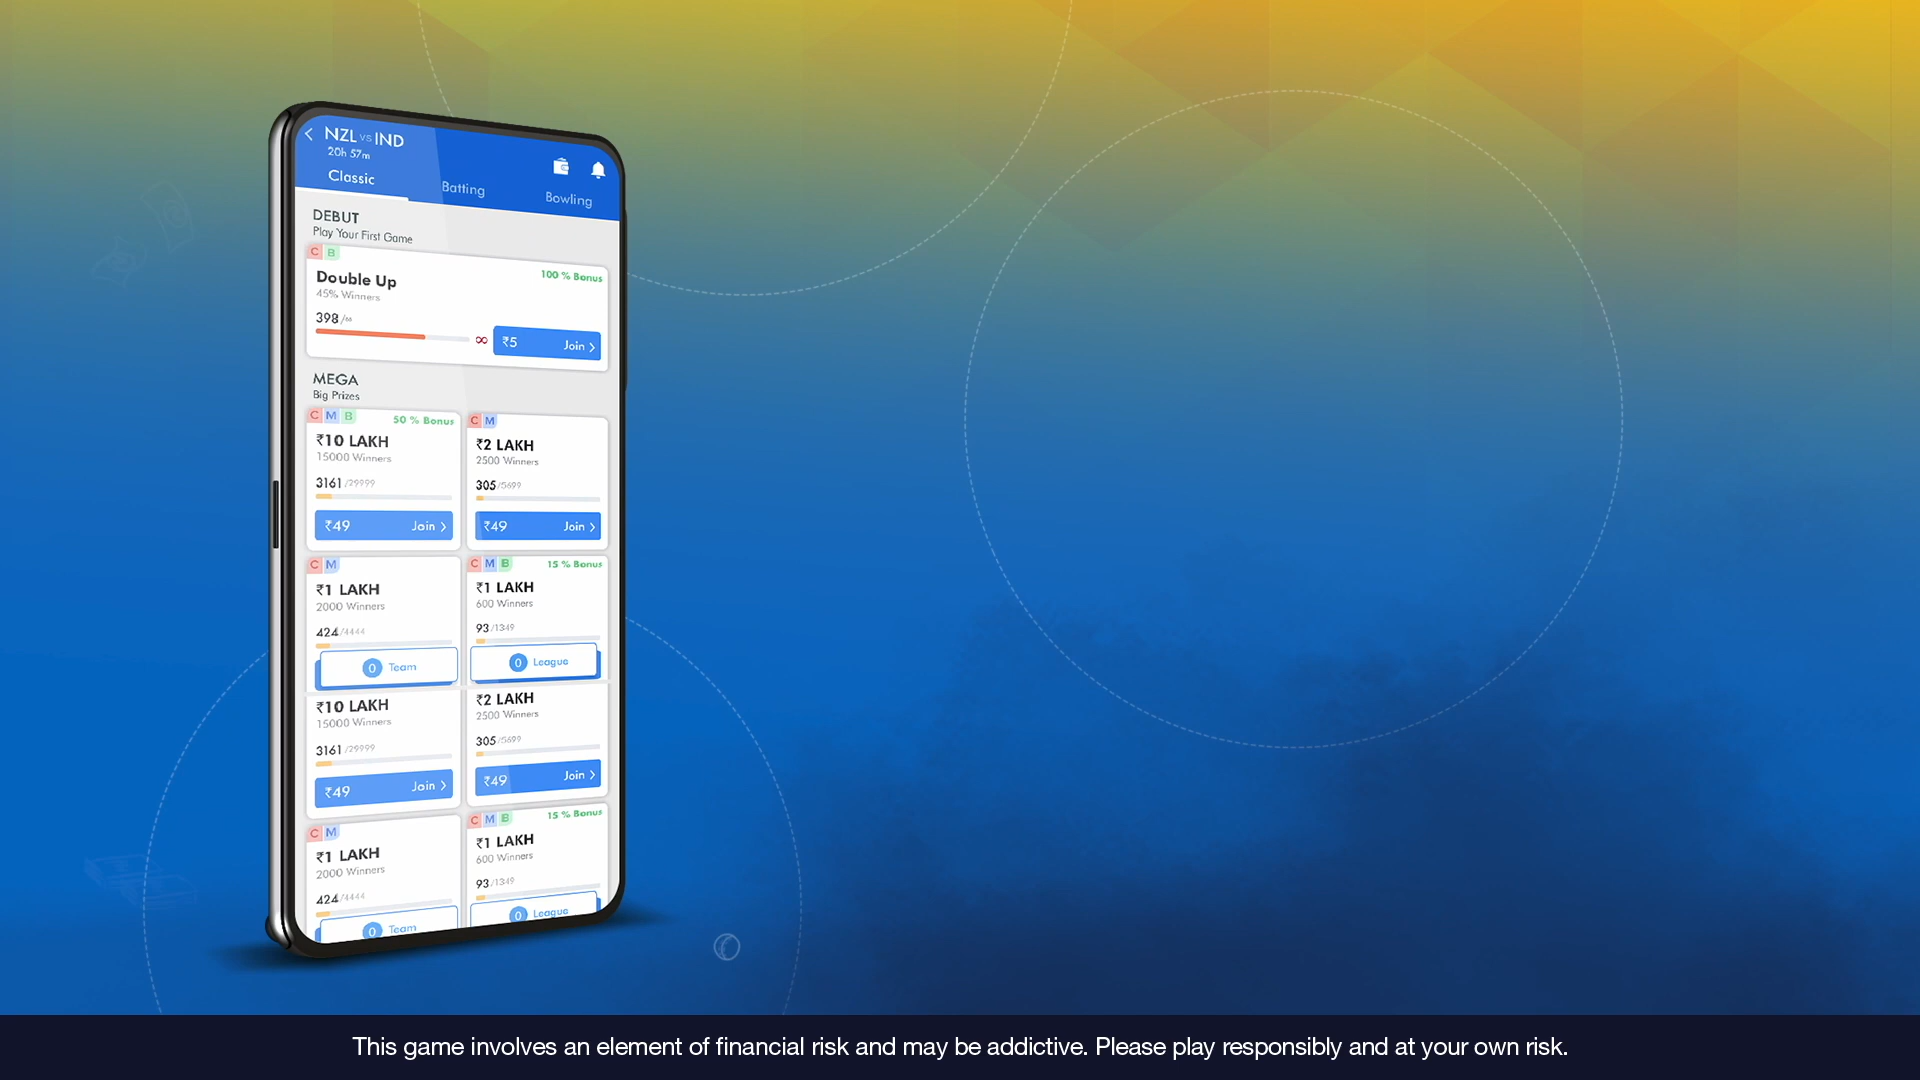 NZL vs IND
20h 57m
Classic
Batting
Bowling
DEBUT
Play Your First Game
C B
100 % Bonus
Double Up
45% Winners
398 /∞
∞
₹5 Join >
MEGA
Big Prizes
C M B
50 % Bonus
₹10 LAKH
15000 Winners
3161 /29999
₹49 Join >
C M
₹2 LAKH
2500 Winners
305 /5699
₹49 Join >
C M
₹1 LAKH
2000 Winners
424 /4444
0 Team
C M B
15 % Bonus
₹1 LAKH
600 Winners
93 /1349
0 League
₹10 LAKH
15000 Winners
3161 /29999
₹49 Join >
₹2 LAKH
2500 Winners
305 /5699
₹49 Join >
C M
₹1 LAKH
2000 Winners
424 /4444
0 Team
C M B
15 % Bonus
₹1 LAKH
600 Winners
93 /1349
0 League
This game involves an element of financial risk and may be addictive. Please play responsibly and at your own risk.